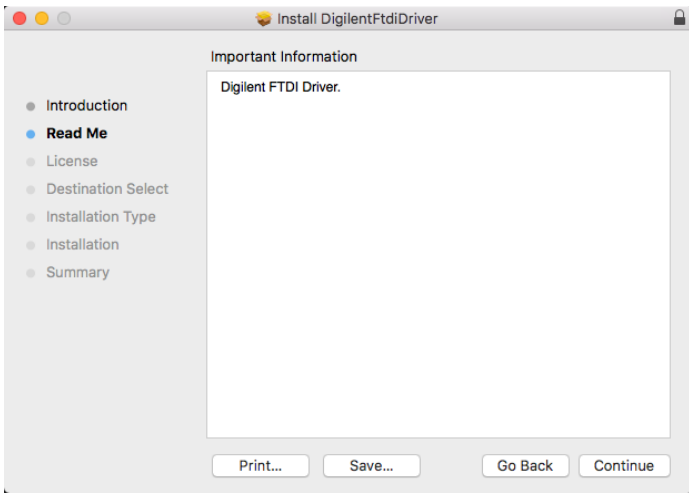 Install DigilentFtdiDriver
Important Information
Digilent FTDI Driver.
Introduction
Read Me
License
Destination Select
Installation Type
Installation
Summary
Print...
Save...
Go Back
Continue